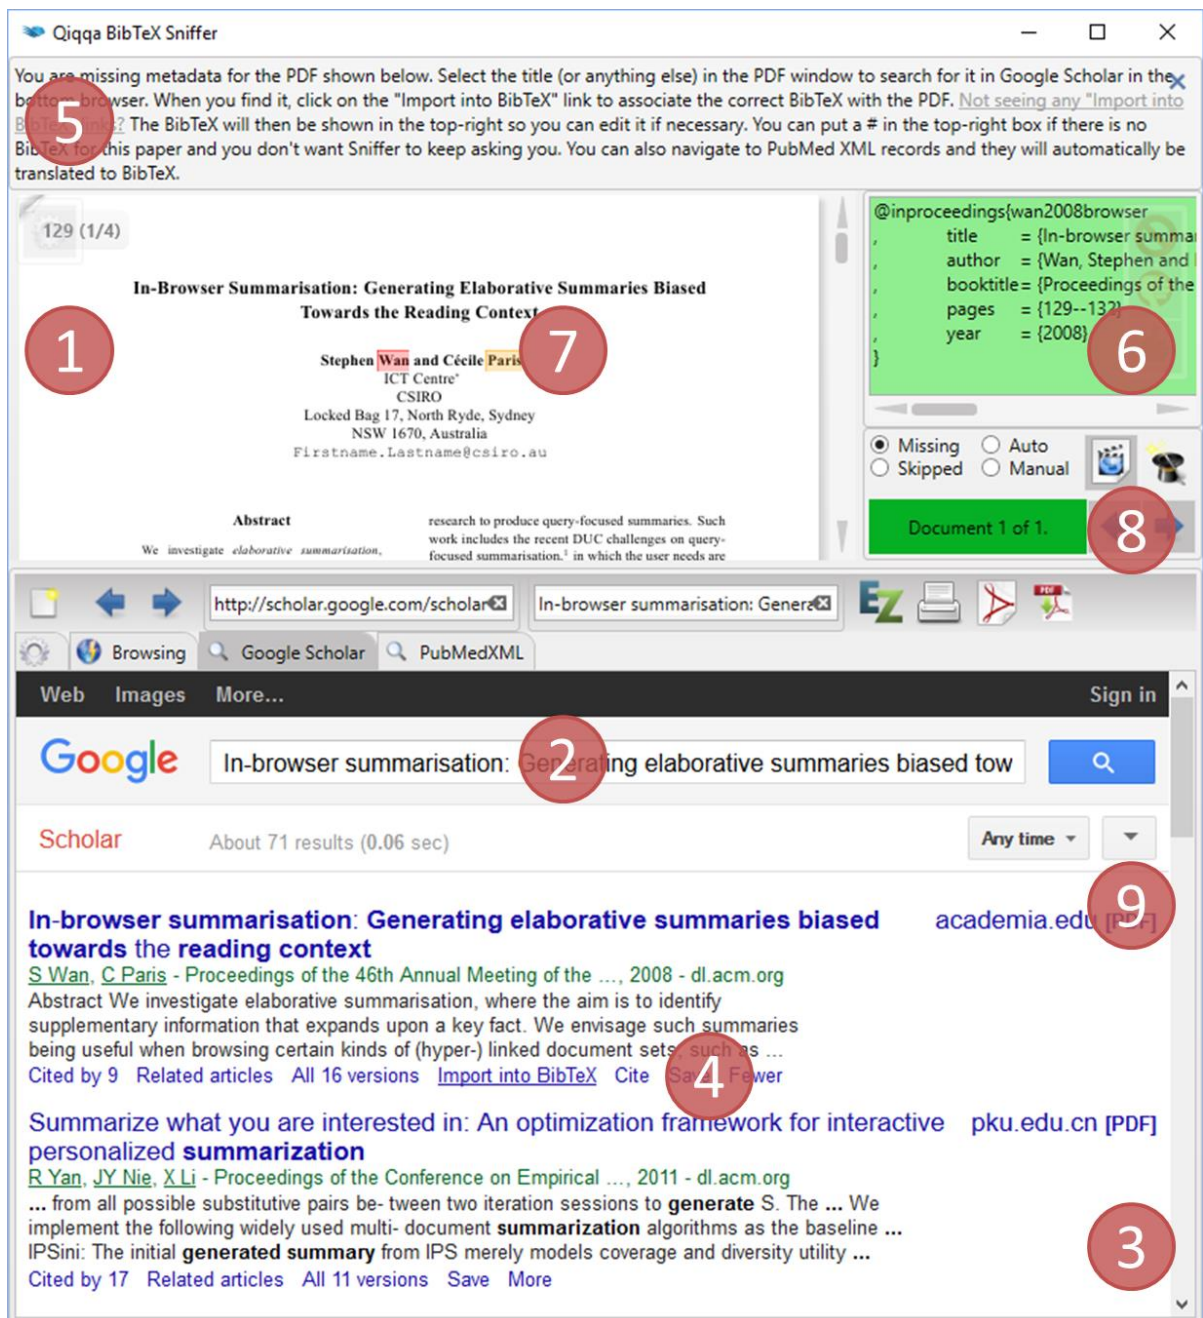 Qiqqa BibTeX Sniffer
You are missing metadata for the PDF shown below. Select the title (or anything else) in the PDF window to search for it in Google Scholar in the
bottom browser. When you find it, click on the "Import into BibTeX" link to associate the correct BibTeX with the PDF. Not seeing any "Import into
BibTeX" links? The BibTeX will then be shown in the top-right so you can edit it if necessary. You can put a # in the top-right box if there is no
BibTeX for this paper and you don't want Sniffer to keep asking you. You can also navigate to PubMed XML records and they will automatically be
translated to BibTeX.
5
129 (1/4)
In-Browser Summarisation: Generating Elaborative Summaries Biased
Towards the Reading Context
1
7
Stephen Wan and Cécile Paris
ICT Centre*
CSIRO
Locked Bag 17, North Ryde, Sydney
NSW 1670, Australia
Firstname.Lastname@csiro.au
Abstract
We investigate elaborative summarisation,
research to produce query-focused summaries. Such
work includes the recent DUC challenges on query-
focused summarisation,1 in which the user needs are
@inproceedings{wan2008browser
, title = {In-browser summar
, author = {Wan, Stephen and
, booktitle = {Proceedings of the
, pages = {129--132}
, year = {2008}
}
6
Missing Auto
Skipped Manual
Document 1 of 1.
8
http://scholar.google.com/scholar
In-browser summarisation: Genera
EZ
PDF
Browsing Google Scholar PubMedXML
Web Images More... Sign in
Google In-browser summarisation: Generating elaborative summaries biased tow
2
Scholar About 71 results (0.06 sec) Any time
9
In-browser summarisation: Generating elaborative summaries biased academia.edu [PDF]
towards the reading context
S Wan, C Paris - Proceedings of the 46th Annual Meeting of the ..., 2008 - dl.acm.org
Abstract We investigate elaborative summarisation, where the aim is to identify
supplementary information that expands upon a key fact. We envisage such summaries
being useful when browsing certain kinds of (hyper-) linked document sets, such as ...
Cited by 9 Related articles All 16 versions Import into BibTeX Cite Save Fewer
4
Summarize what you are interested in: An optimization framework for interactive pku.edu.cn [PDF]
personalized summarization
R Yan, JY Nie, X Li - Proceedings of the Conference on Empirical ..., 2011 - dl.acm.org
... from all possible substitutive pairs be- tween two iteration sessions to generate S. The ... We
implement the following widely used multi- document summarization algorithms as the baseline ...
IPSini: The initial generated summary from IPS merely models coverage and diversity utility ...
Cited by 17 Related articles All 11 versions Save More
3